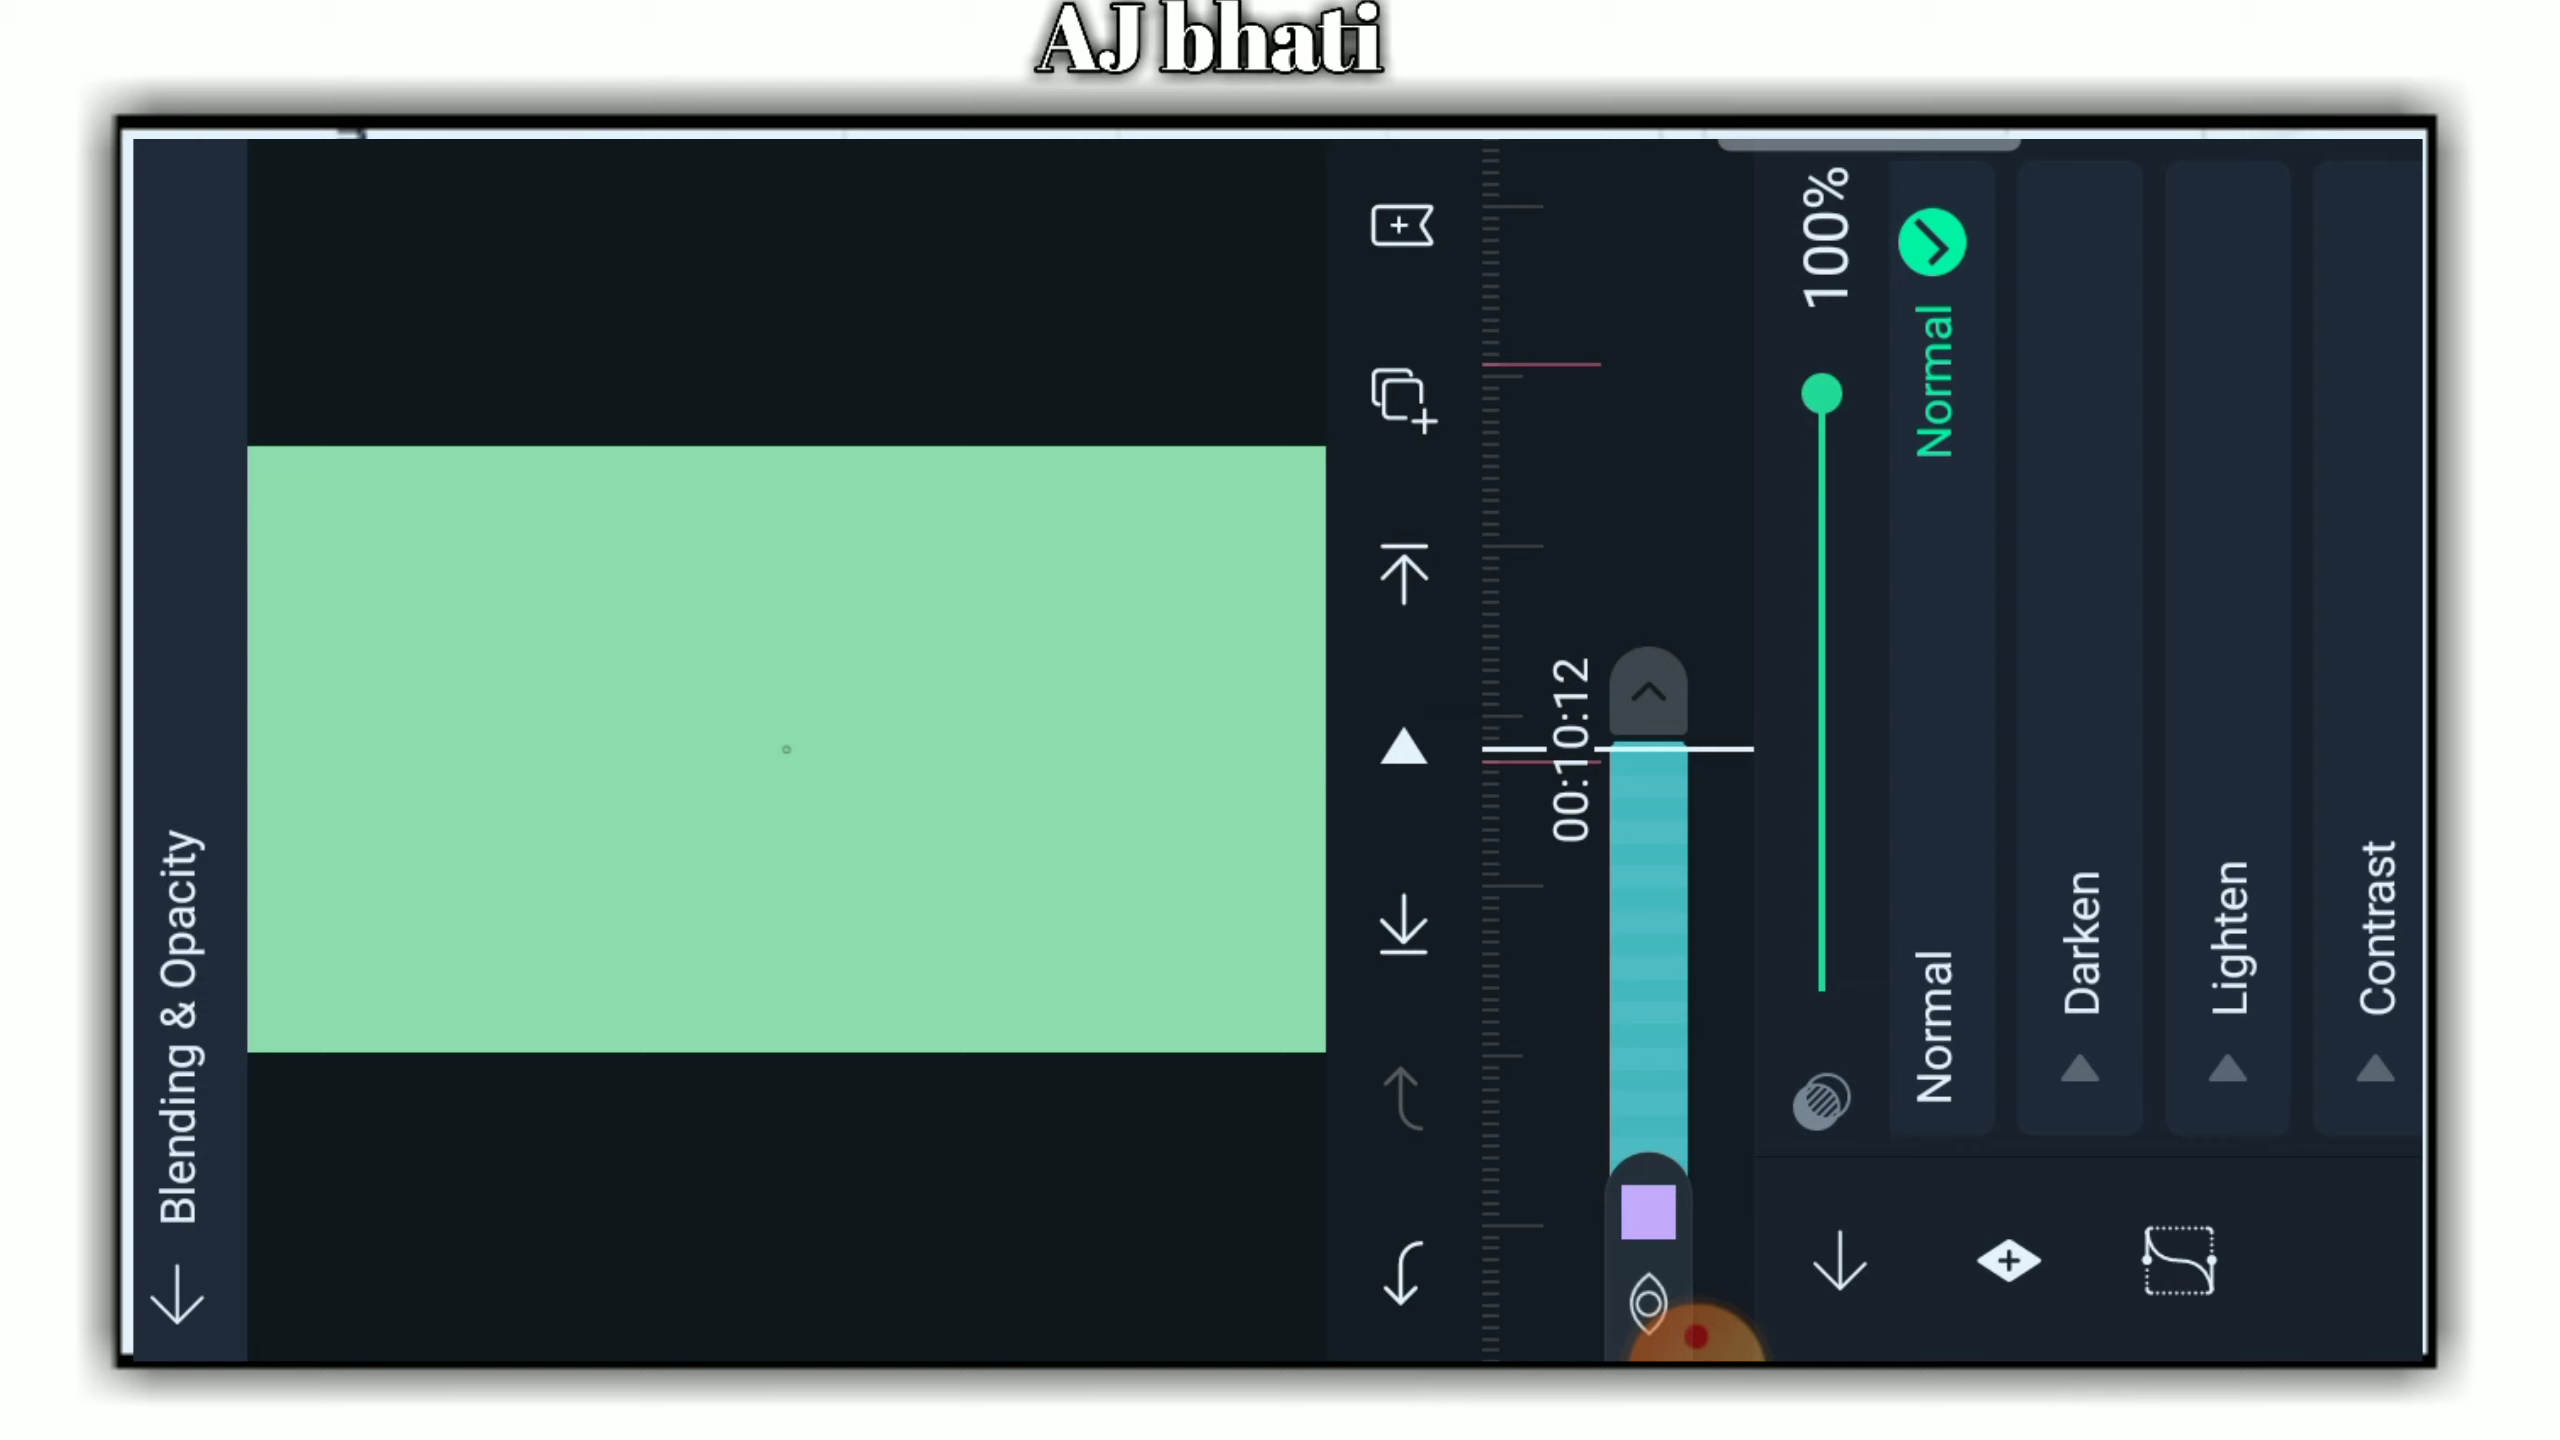 AJ bhati
Blending & Opacity
00:10:12
100%
Normal Normal
Darken
Lighten
Contrast